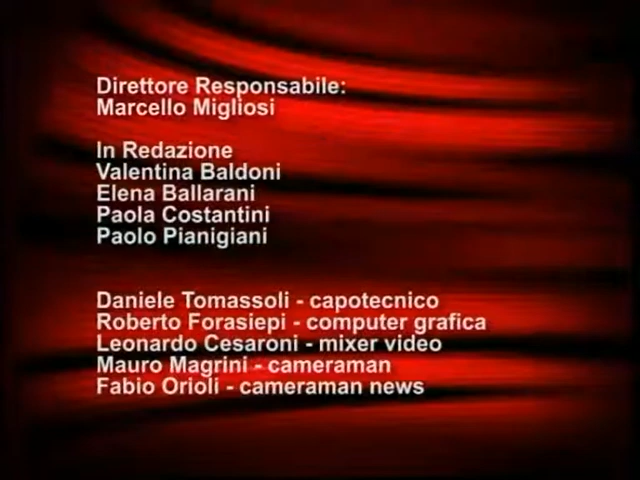 Direttore Responsabile:
Marcello Migliosi
In Redazione
Valentina Baldoni
Elena Ballarani
Paola Costantini
Paolo Pianigiani
Daniele Tomassoli - capotecnico
Roberto Forasiepi - computer grafica
Leonardo Cesaroni - mixer video
Mauro Magrini - cameraman
Fabio Orioli - cameraman news